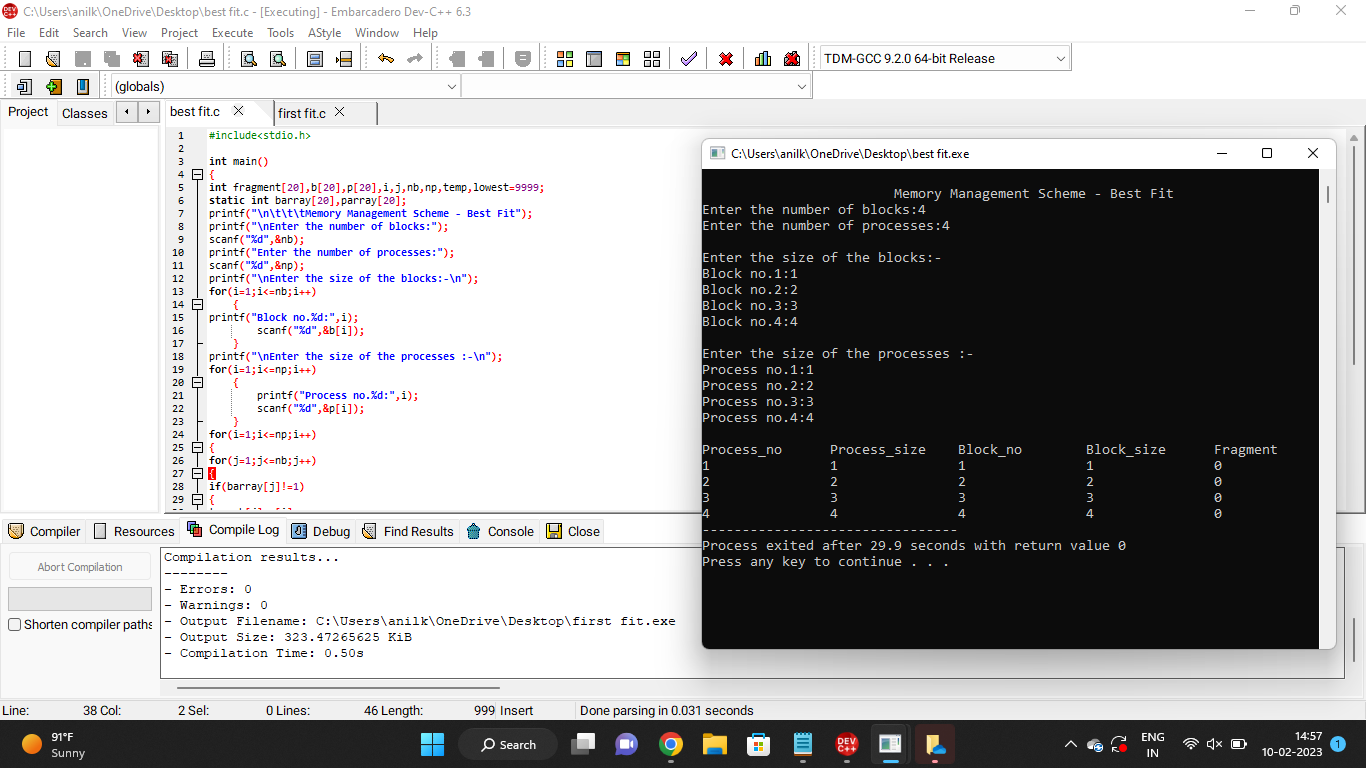 C:\Users\anilk\OneDrive\Desktop\best fit.c - [Executing] - Embarcadero Dev-C++ 6.3
File Edit Search View Project Execute Tools AStyle Window Help
TDM-GCC 9.2.0 64-bit Release
(globals)
Project Classes
best fit.c first fit.c
1 #include<stdio.h>
2
3 int main()
4 {
5 int fragment[20],b[20],p[20],i,j,nb,np,temp,lowest=9999;
6 static int barray[20],parray[20];
7 printf("\n\t\t\tMemory Management Scheme - Best Fit");
8 printf("\nEnter the number of blocks:");
9 scanf("%d",&nb);
10 printf("Enter the number of processes:");
11 scanf("%d",&np);
12 printf("\nEnter the size of the blocks:-\n");
13 for(i=1;i<=nb;i++)
14 {
15 printf("Block no.%d:",i);
16 scanf("%d",&b[i]);
17 }
18 printf("\nEnter the size of the processes :-\n");
19 for(i=1;i<=np;i++)
20 {
21 printf("Process no.%d:",i);
22 scanf("%d",&p[i]);
23 }
24 for(i=1;i<=np;i++)
25 {
26 for(j=1;j<=nb;j++)
27 {
28 if(barray[j]!=1)
29 {
C:\Users\anilk\OneDrive\Desktop\best fit.exe
Memory Management Scheme - Best Fit
Enter the number of blocks:4
Enter the number of processes:4
Enter the size of the blocks:-
Block no.1:1
Block no.2:2
Block no.3:3
Block no.4:4
Enter the size of the processes :-
Process no.1:1
Process no.2:2
Process no.3:3
Process no.4:4
Process_no Process_size Block_no Block_size Fragment
1 1 1 1 0
2 2 2 2 0
3 3 3 3 0
4 4 4 4 0
--------------------------------
Process exited after 29.9 seconds with return value 0
Press any key to continue . . .
Compiler Resources Compile Log Debug Find Results Console Close
Abort Compilation
Shorten compiler paths
Compilation results...
--------
- Errors: 0
- Warnings: 0
- Output Filename: C:\Users\anilk\OneDrive\Desktop\first fit.exe
- Output Size: 323.47265625 KiB
- Compilation Time: 0.50s
Line: 38 Col: 2 Sel: 0 Lines: 46 Length: 999 Insert Done parsing in 0.031 seconds
91°F
Sunny
Search
DEV
C++
ENG
IN
14:57
10-02-2023
1